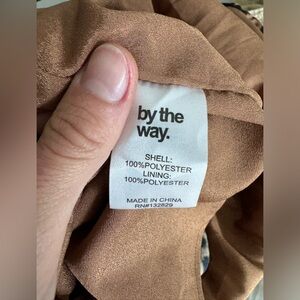 by the
way.
SHELL:
100%POLYESTER
LINING:
100%POLYESTER
MADE IN CHINA
RN#132829